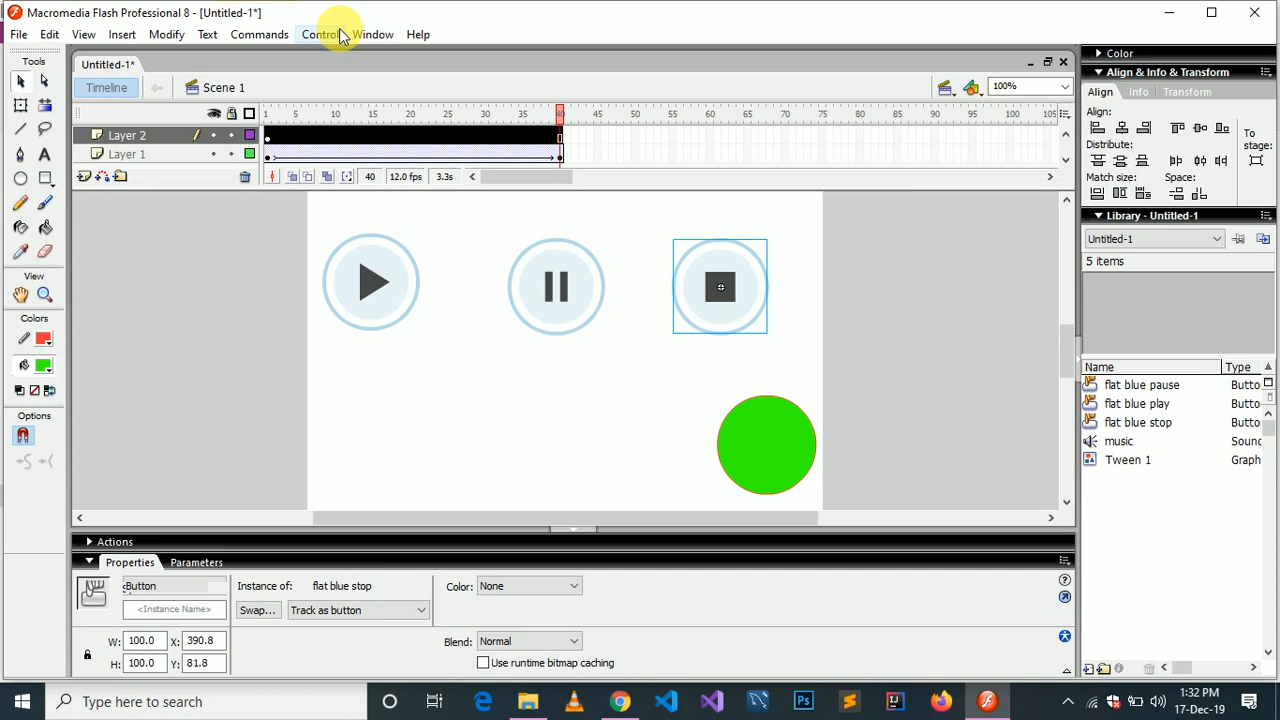 Macromedia Flash Professional 8 - [Untitled-1*]
File Edit View Insert Modify Text Commands Control Window Help
Tools
View
Colors
Options
Untitled-1*
Timeline Scene 1 100%
1 5 10 15 20 25 30 35 40 45 50 55 60 65 70 75 80 85 90 95 100 105
Layer 2
Layer 1
40 12.0 fps 3.3s
Color
Align & Info & Transform
Align Info Transform
Align:
Distribute:
Match size: Space:
To
stage:
Library - Untitled-1
Untitled-1
5 items
Name Type
flat blue pause Butto
flat blue play Butto
flat blue stop Butto
music Sound
Tween 1 Graph
Actions
Properties Parameters
Button Instance of: flat blue stop Color: None
<Instance Name> Swap... Track as button
W: 100.0 X: 390.8 Blend: Normal
H: 100.0 Y: 81.8 Use runtime bitmap caching
Type here to search
1:32 PM
17-Dec-19